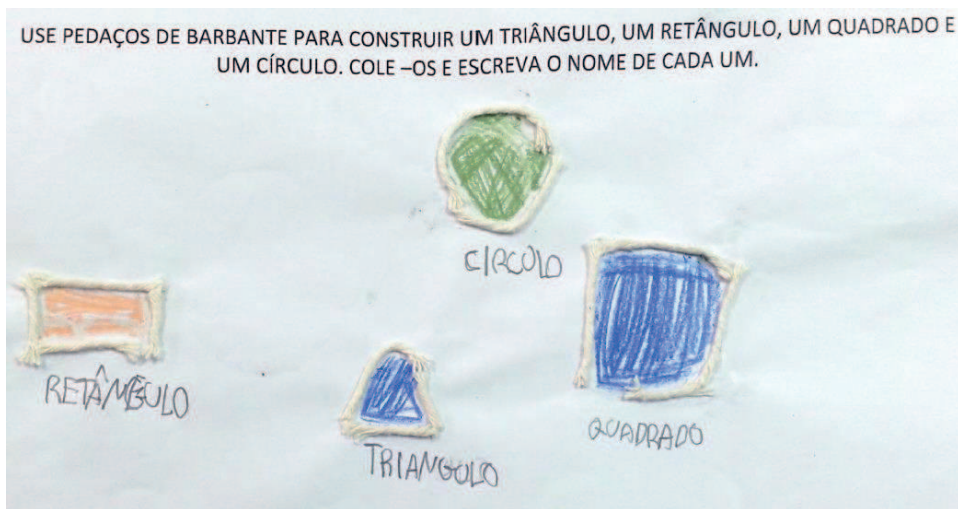 USE PEDAÇOS DE BARBANTE PARA CONSTRUIR UM TRIÂNGULO, UM RETÂNGULO, UM QUADRADO E
UM CÍRCULO. COLE –OS E ESCREVA O NOME DE CADA UM.
CÍRCULO
RETÂNGULO
QUADRADO
TRIANGULO